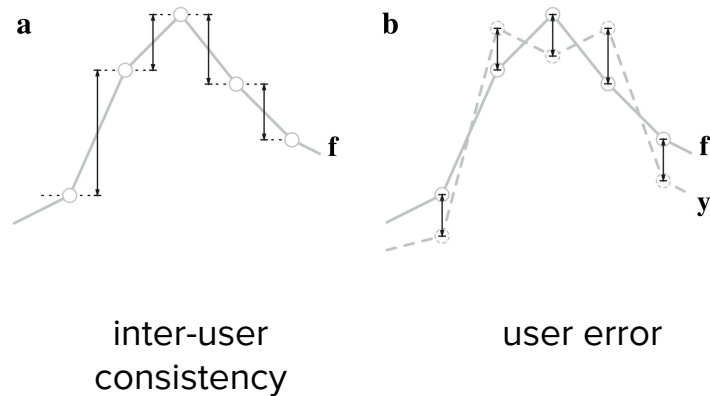 a
b
f
f
y
inter-user
consistency
user error